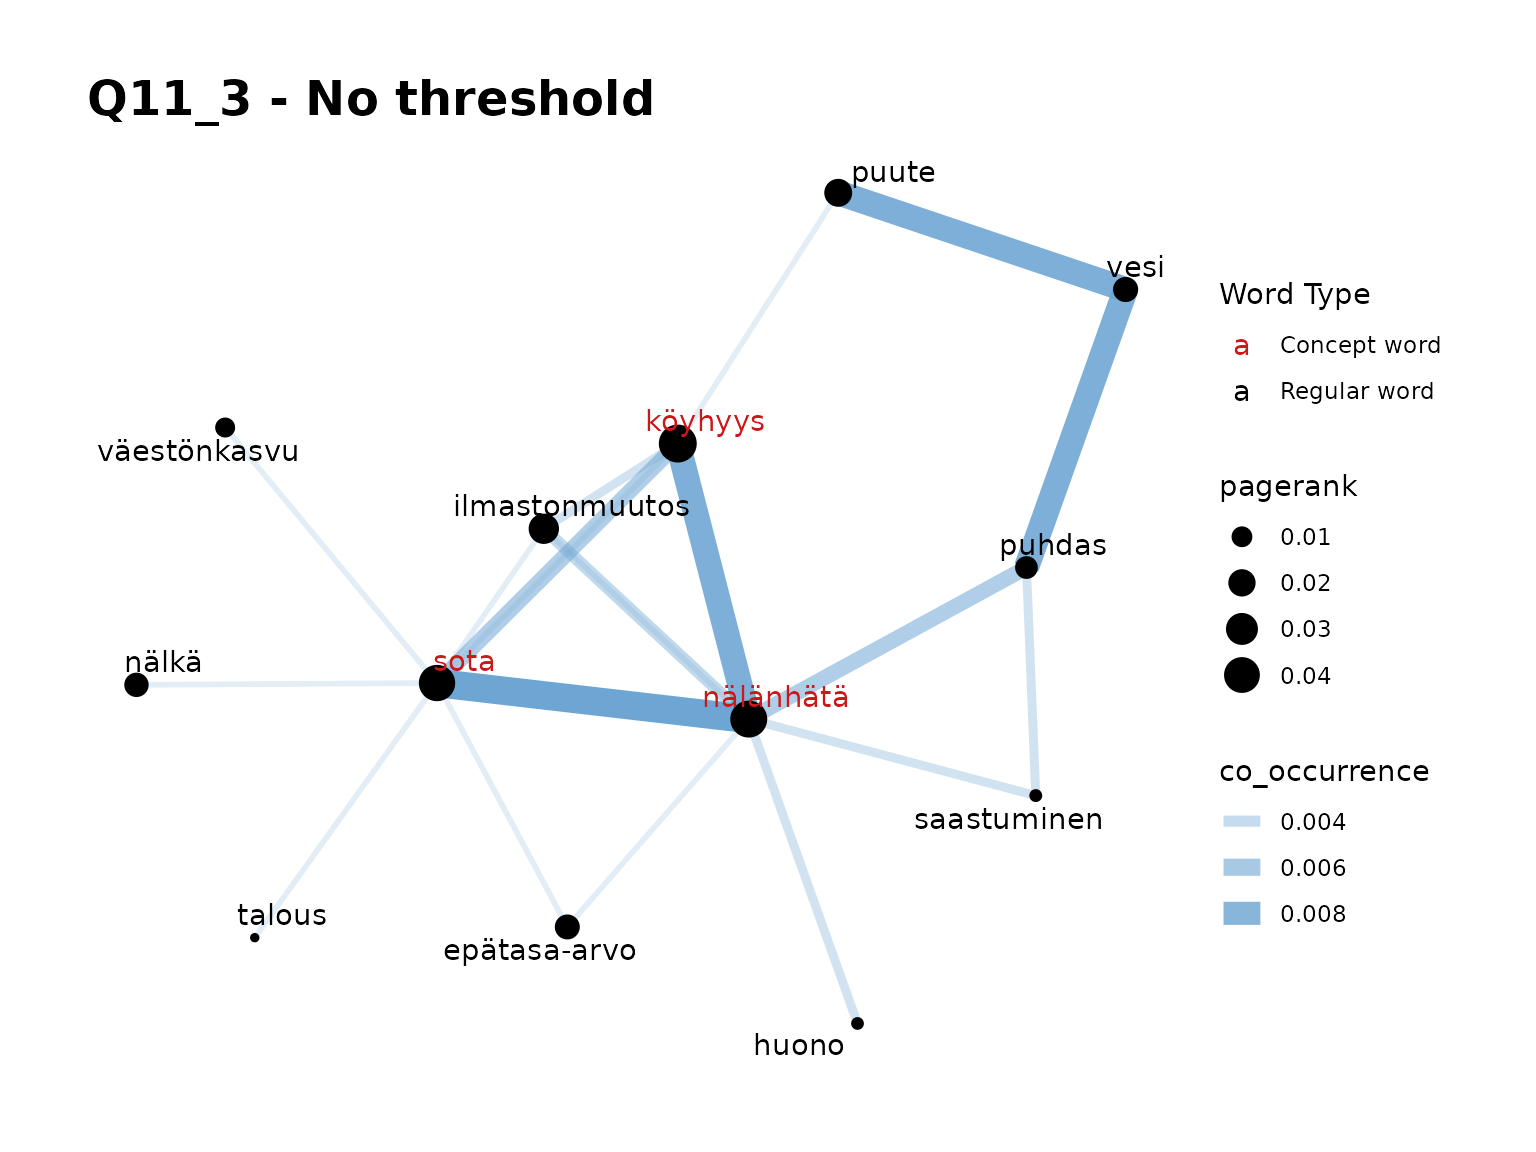 Q11_3 - No threshold
puute
vesi
köyhyys
väestönkasvu
ilmastonmuutos
puhdas
nälkä
sota
nälänhätä
saastuminen
talous
epätasa-arvo
huono
Word Type
a Concept word
a Regular word
pagerank
0.01
0.02
0.03
0.04
co_occurrence
0.004
0.006
0.008